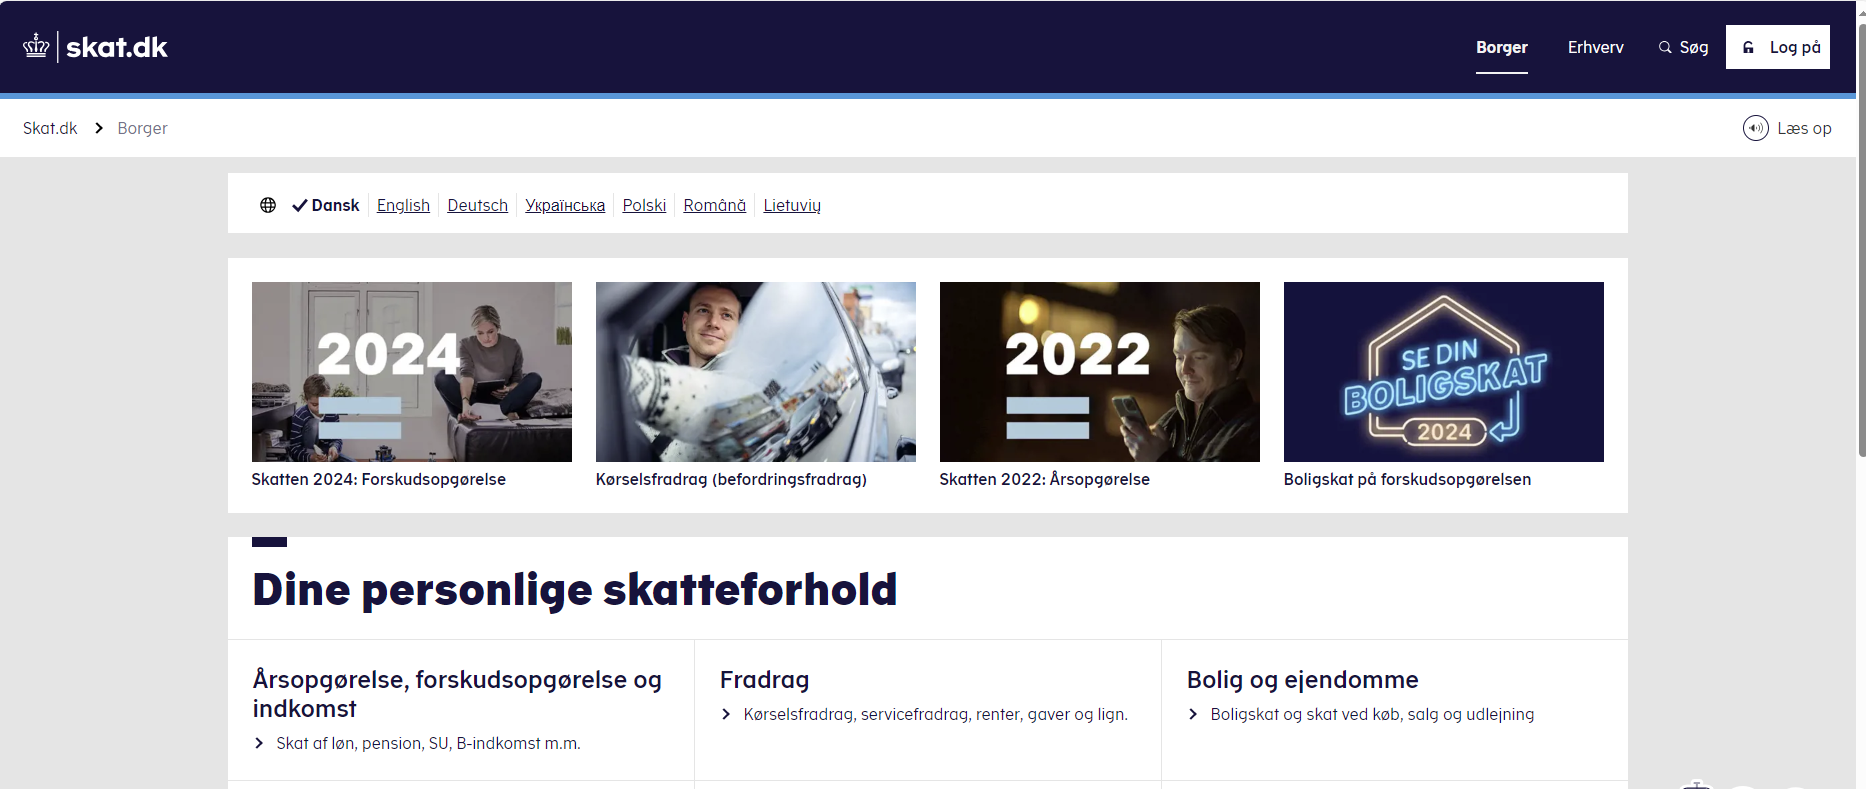 skat.dk
Borger
Erhverv
Søg
Log på
Skat.dk
Borger
Læs op
Dansk
English
Deutsch
Українська
Polski
Română
Lietuvių
2024
2022
SE DIN
BOLIGSKAT
2024
Skatten 2024: Forskudsopgørelse
Kørselsfradrag (befordringsfradrag)
Skatten 2022: Årsopgørelse
Boligskat på forskudsopgørelsen
Dine personlige skatteforhold
Årsopgørelse, forskudsopgørelse og
indkomst
Skat af løn, pension, SU, B-indkomst m.m.
Fradrag
Kørselsfradrag, servicefradrag, renter, gaver og lign.
Bolig og ejendomme
Boligskat og skat ved køb, salg og udlejning